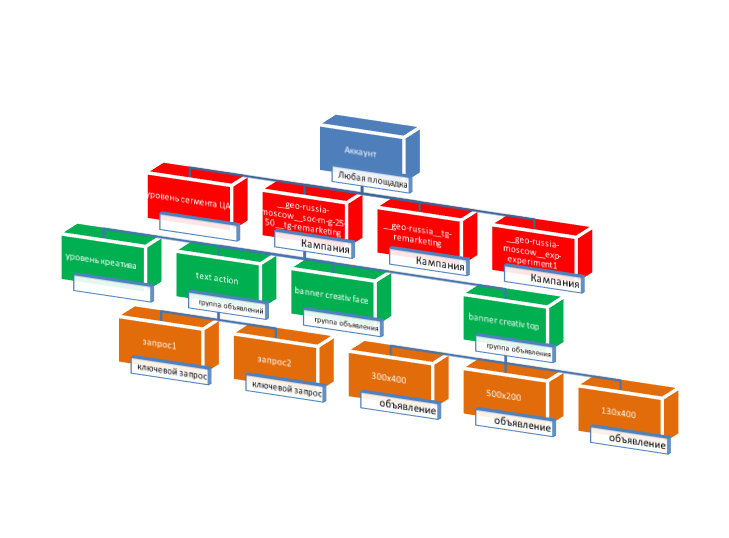 Аккаунт
Любая площадка
уровень сегмента ЦА
__geo-russia-
moscow__soc-m-g-25-
50__tg-remarketing
Кампания
__geo-russia__tg-
remarketing
Кампания
__geo-russia-
moscow__exp-
experiment1
Кампания
уровень креатива
text action
группа объявлений
banner creativ face
группа объявления
banner creativ top
группа объявления
запрос1
ключевой запрос
запрос2
ключевой запрос
300x400
объявление
500x200
объявление
130x400
объявление